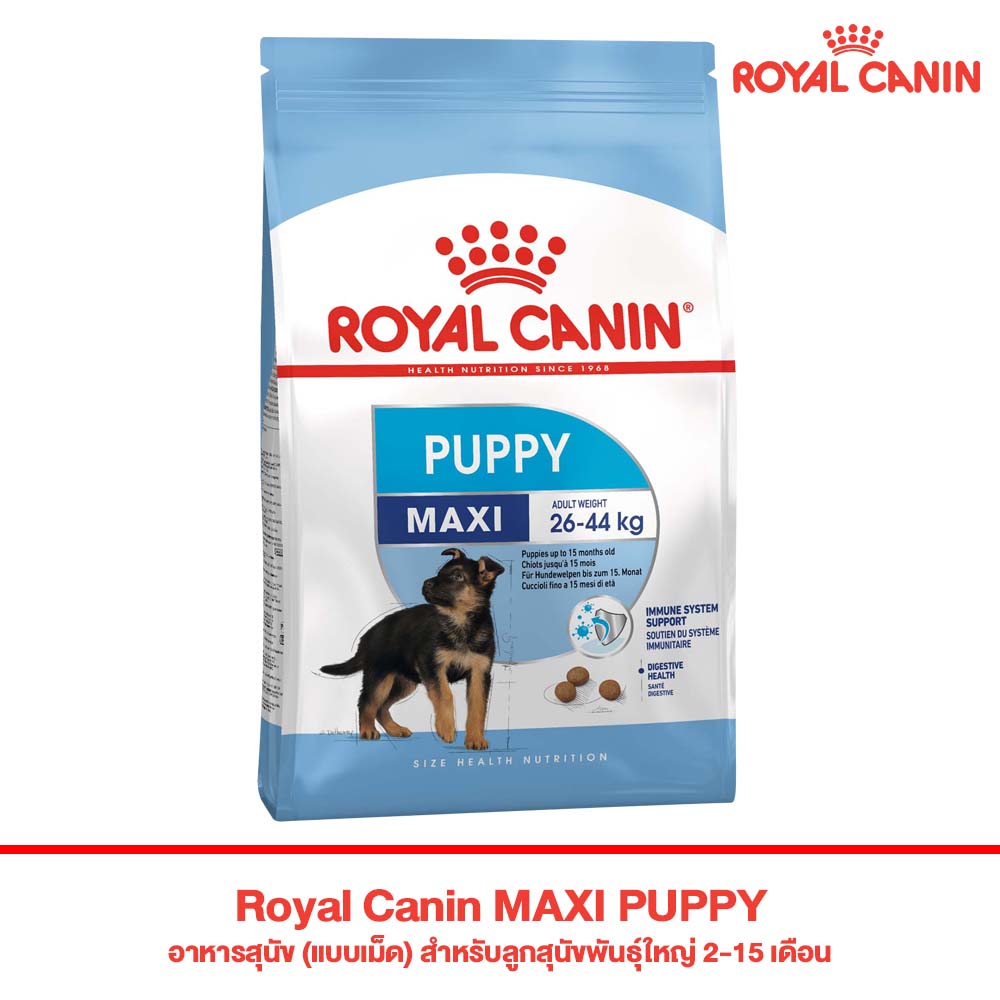 ROYAL CANIN
ROYAL CANIN®
HEALTH NUTRITION SINCE 1968
PUPPY
MAXI
ADULT WEIGHT
26-44 kg
Puppies up to 15 months old
Chiots jusqu'à 15 mois
Für Hundewelpen bis zum 15. Monat
Cuccioli fino a 15 mesi di età
IMMUNE SYSTEM
SUPPORT
SOUTIEN DU SYSTÈME
IMMUNITAIRE
DIGESTIVE
HEALTH
SANTÉ
DIGESTIVE
SIZE HEALTH NUTRITION
Royal Canin MAXI PUPPY
อาหารสุนัข (แบบเม็ด) สำหรับลูกสุนัขพันธุ์ใหญ่ 2-15 เดือน